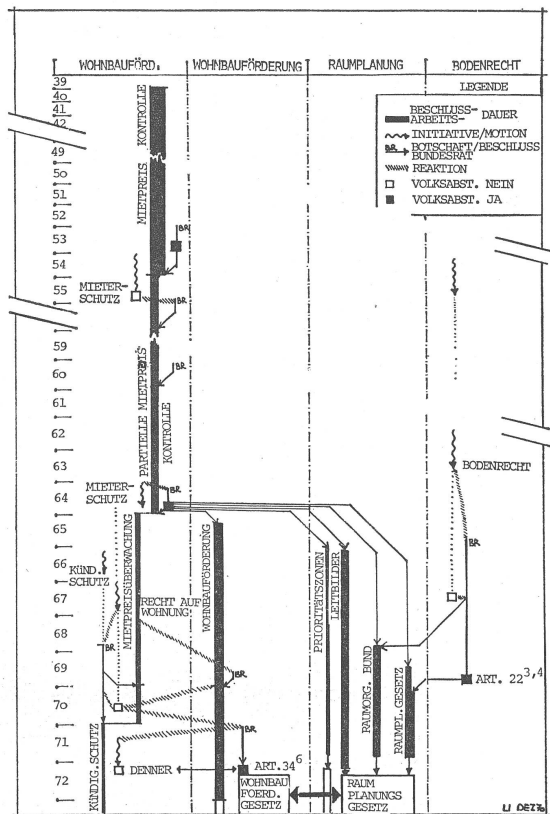 WOHNBAUFÖRD. WOHNBAUFÖRDERUNG RAUMPLANUNG BODENRECHT
39
40
41
42
49
50
51
52
53
54
55
59
60
61
62
63
64
65
66
67
68
69
70
71
72
LEGENDE
BESCHLUSS- DAUER
ARBEITS-
INITIATIVE/MOTION
BR BOTSCHAFT/BESCHLUSS
BUNDESRAT
REAKTION
VOLKSABST. NEIN
VOLKSABST. JA
MIETPREIS KONTROLLE
BR
MIETER-
SCHUTZ
BR
PARTIELLE MIETPREIS
KONTROLLE
BR
MIETER-
SCHUTZ
BR
BODENRECHT
BR
KÜND.
SCHUTZ
MIETPREISÜBERWACHUNG
RECHT AUF
WOHNUNG
WOHNBAUFÖRDERUNG
PRIORITÄTSZONEN
LEITBILDER
RAUMORG. BUND
RAUMPL.GESETZ
BR
BR
ART. 22³,⁴
BR
KÜNDIG.SCHUTZ
DENNER
ART.34⁶
WOHNBAU
FOERD.
GESETZ
RAUM
PLANUNGS
GESETZ
LI DEZ76